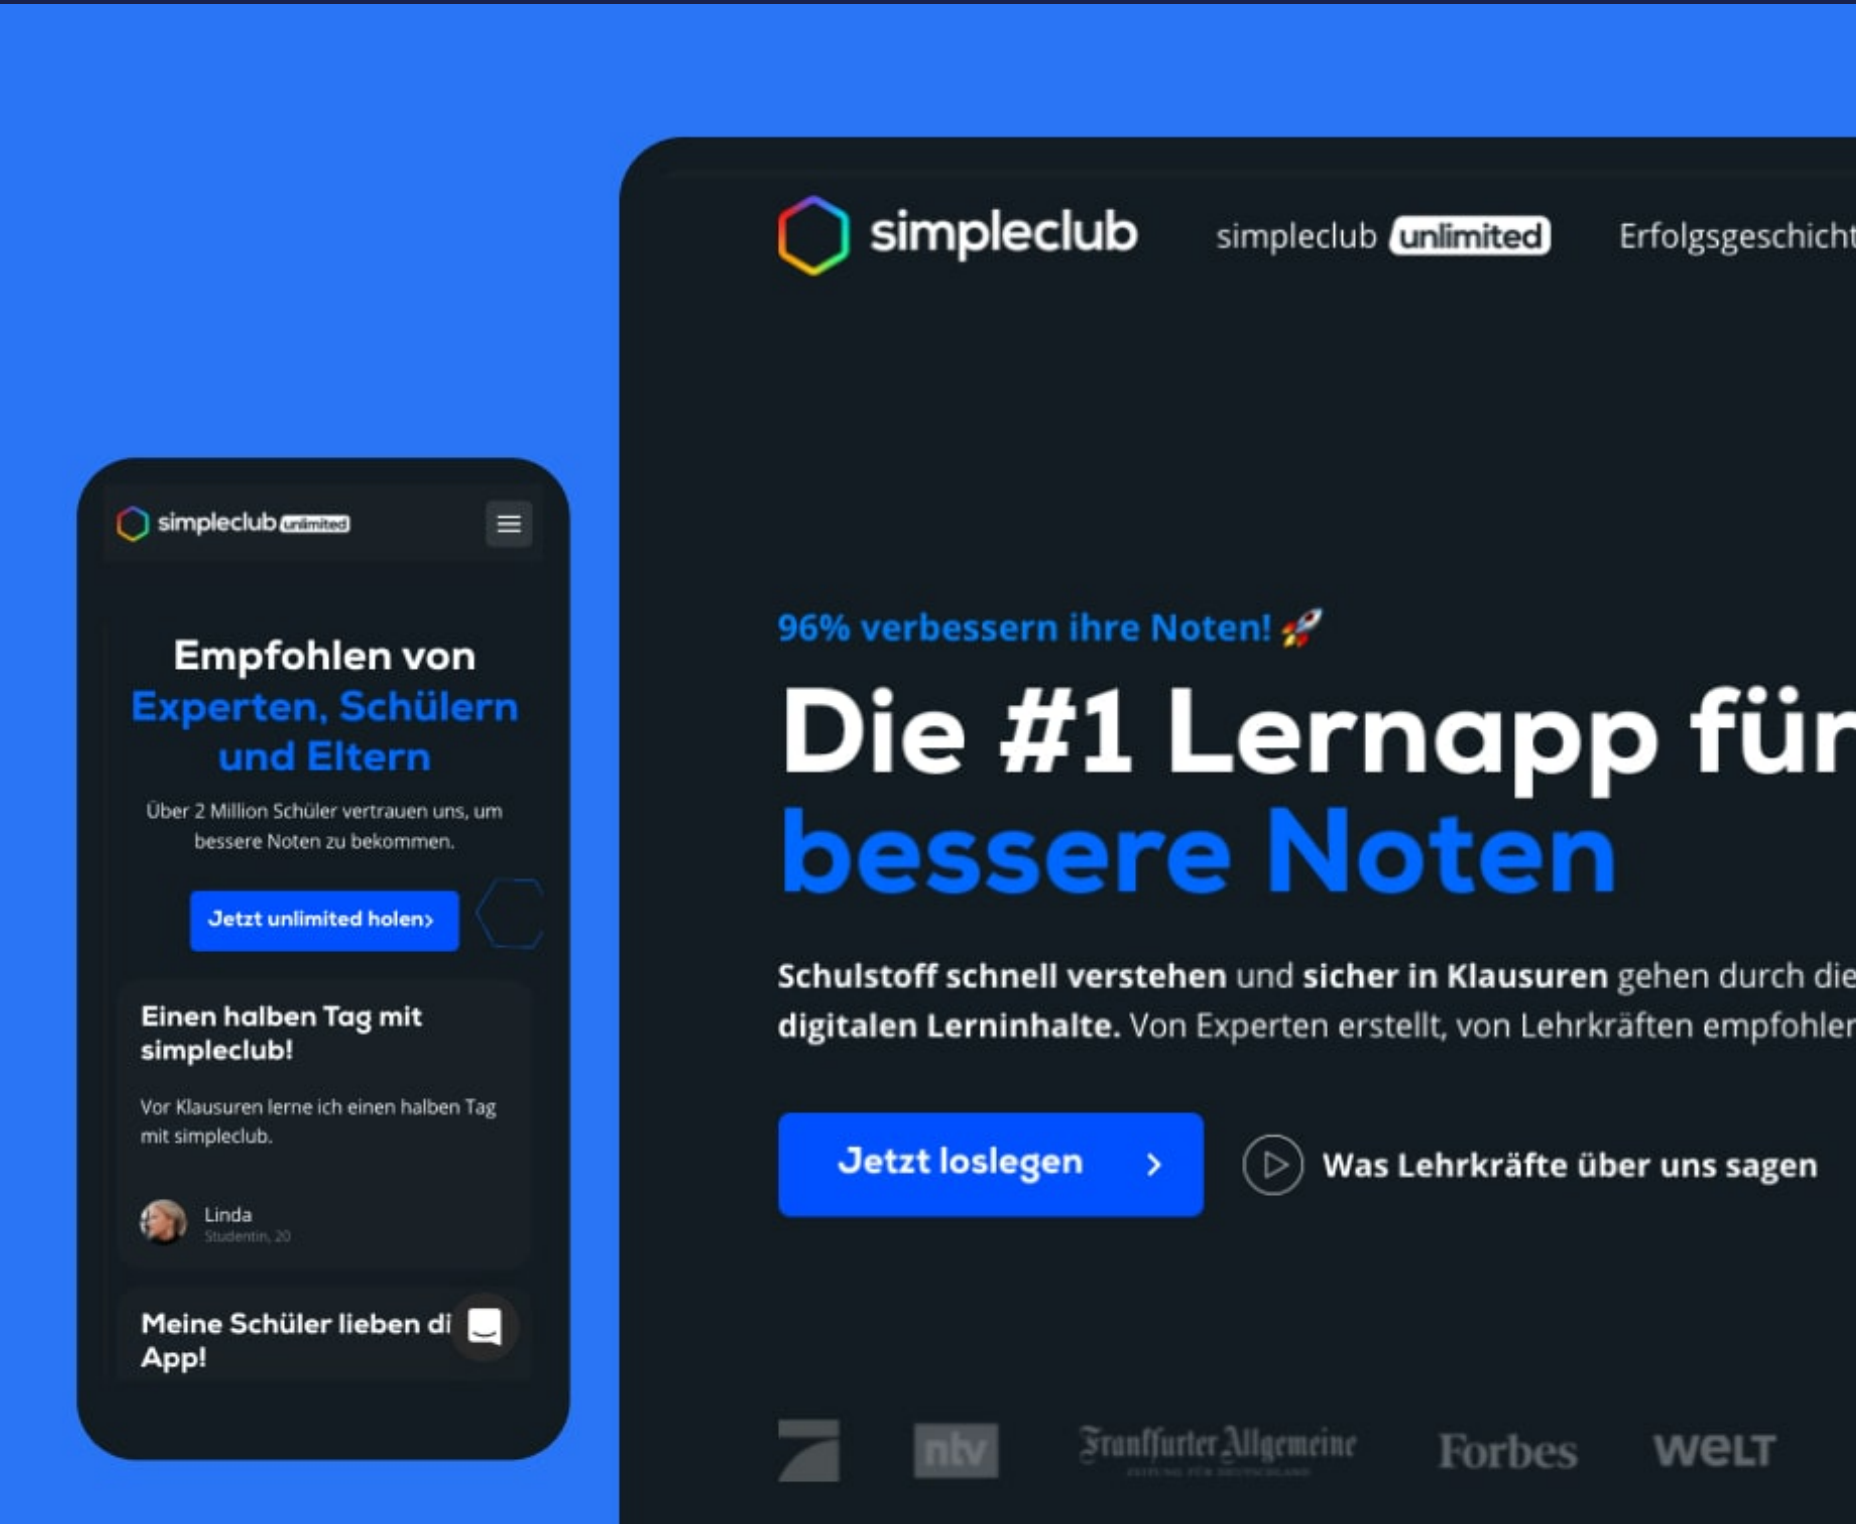 simpleclub unlimited
Empfohlen von
Experten, Schülern
und Eltern
Über 2 Million Schüler vertrauen uns, um
bessere Noten zu bekommen.
Jetzt unlimited holen>
Einen halben Tag mit
simpleclub!
Vor Klausuren lerne ich einen halben Tag
mit simpleclub.
Linda
Studentin, 20
Meine Schüler lieben di
App!
simpleclub
simpleclub unlimited
Erfolgsgeschicht
96% verbessern ihre Noten! 🚀
Die #1 Lernapp für
bessere Noten
Schulstoff schnell verstehen und sicher in Klausuren gehen durch die
digitalen Lerninhalte. Von Experten erstellt, von Lehrkräften empfohlen
Jetzt loslegen >
Was Lehrkräfte über uns sagen
ntv
Frankfurter Allgemeine
ZEITUNG FÜR DEUTSCHLAND
Forbes
WELT